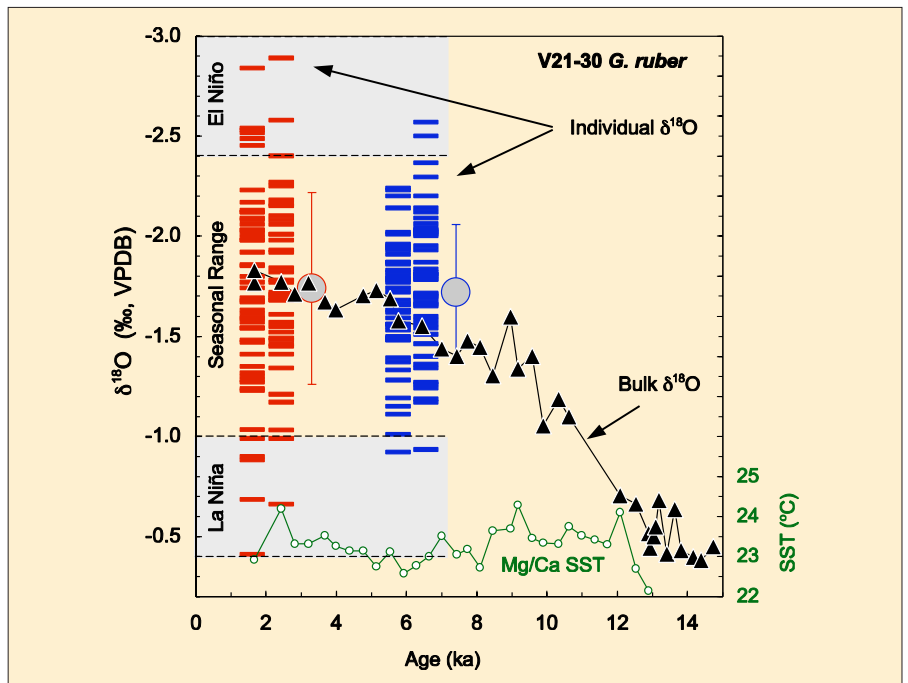 V21-30 G. ruber
-3.0
-2.5
-2.0
-1.5
-1.0
-0.5
δ¹⁸O (‰, VPDB)
El Niño
Seasonal Range
La Niña
Individual δ¹⁸O
Bulk δ¹⁸O
Mg/Ca SST
25
24
23
22
SST (ºC)
0
2
4
6
8
10
12
14
Age (ka)